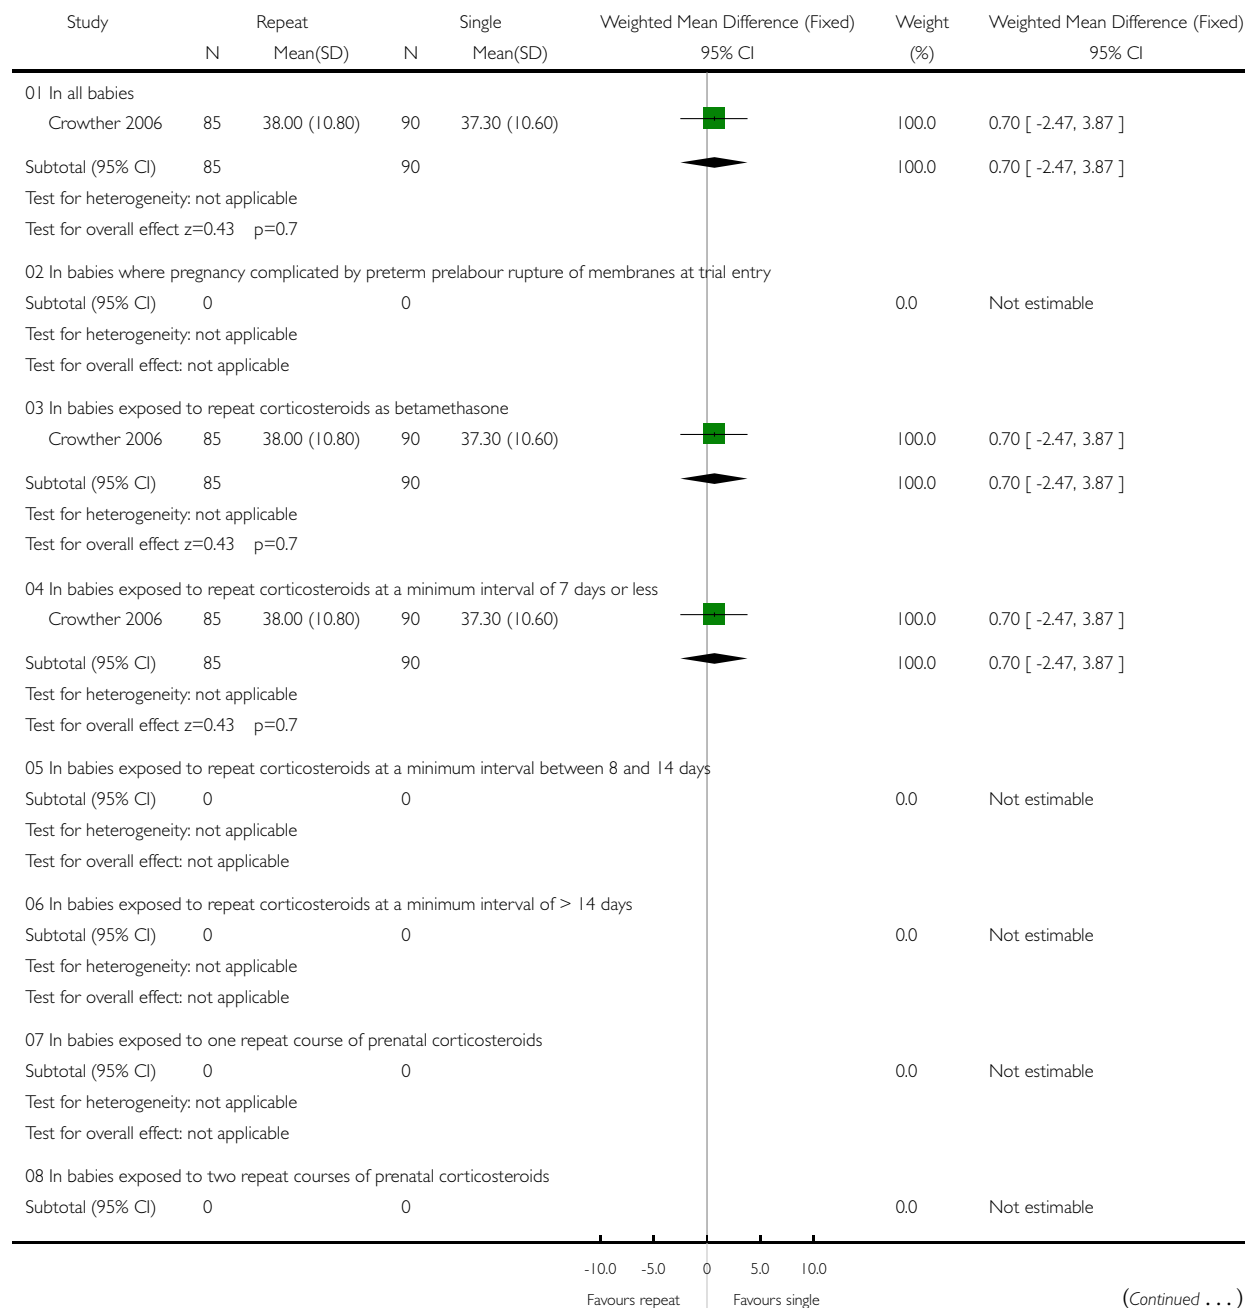 Study Repeat Single Weighted Mean Difference (Fixed) Weight Weighted Mean Difference (Fixed)
N Mean(SD) N Mean(SD) 95% CI (%) 95% CI
01 In all babies
Crowther 2006 85 38.00 (10.80) 90 37.30 (10.60) 100.0 0.70 [ -2.47, 3.87 ]
Subtotal (95% CI) 85 90 100.0 0.70 [ -2.47, 3.87 ]
Test for heterogeneity: not applicable
Test for overall effect z=0.43 p=0.7
02 In babies where pregnancy complicated by preterm prelabour rupture of membranes at trial entry
Subtotal (95% CI) 0 0 0.0 Not estimable
Test for heterogeneity: not applicable
Test for overall effect: not applicable
03 In babies exposed to repeat corticosteroids as betamethasone
Crowther 2006 85 38.00 (10.80) 90 37.30 (10.60) 100.0 0.70 [ -2.47, 3.87 ]
Subtotal (95% CI) 85 90 100.0 0.70 [ -2.47, 3.87 ]
Test for heterogeneity: not applicable
Test for overall effect z=0.43 p=0.7
04 In babies exposed to repeat corticosteroids at a minimum interval of 7 days or less
Crowther 2006 85 38.00 (10.80) 90 37.30 (10.60) 100.0 0.70 [ -2.47, 3.87 ]
Subtotal (95% CI) 85 90 100.0 0.70 [ -2.47, 3.87 ]
Test for heterogeneity: not applicable
Test for overall effect z=0.43 p=0.7
05 In babies exposed to repeat corticosteroids at a minimum interval between 8 and 14 days
Subtotal (95% CI) 0 0 0.0 Not estimable
Test for heterogeneity: not applicable
Test for overall effect: not applicable
06 In babies exposed to repeat corticosteroids at a minimum interval of > 14 days
Subtotal (95% CI) 0 0 0.0 Not estimable
Test for heterogeneity: not applicable
Test for overall effect: not applicable
07 In babies exposed to one repeat course of prenatal corticosteroids
Subtotal (95% CI) 0 0 0.0 Not estimable
Test for heterogeneity: not applicable
Test for overall effect: not applicable
08 In babies exposed to two repeat courses of prenatal corticosteroids
Subtotal (95% CI) 0 0 0.0 Not estimable
-10.0 -5.0 0 5.0 10.0
Favours repeat Favours single (Continued . . . )